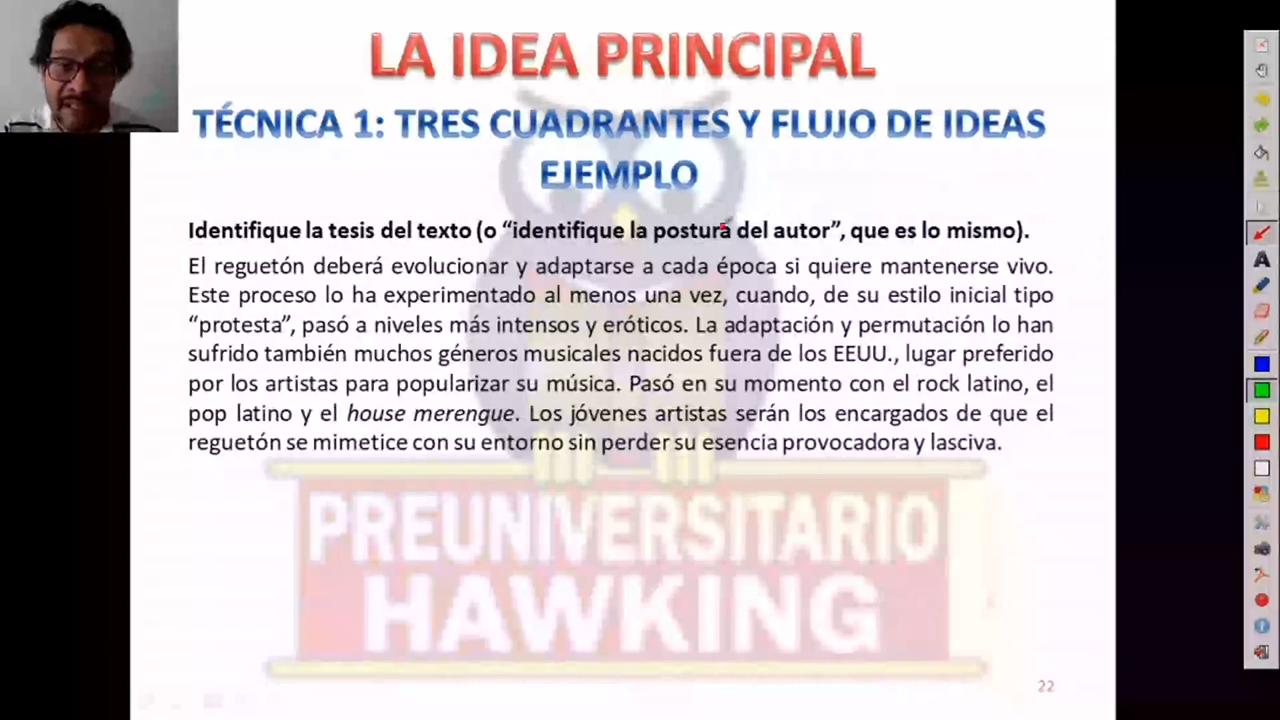 LA IDEA PRINCIPAL
TÉCNICA 1: TRES CUADRANTES Y FLUJO DE IDEAS
EJEMPLO
Identifique la tesis del texto (o “identifique la postura del autor”, que es lo mismo).
El reguetón deberá evolucionar y adaptarse a cada época si quiere mantenerse vivo.
Este proceso lo ha experimentado al menos una vez, cuando, de su estilo inicial tipo
“protesta”, pasó a niveles más intensos y eróticos. La adaptación y permutación lo han
sufrido también muchos géneros musicales nacidos fuera de los EEUU., lugar preferido
por los artistas para popularizar su música. Pasó en su momento con el rock latino, el
pop latino y el house merengue. Los jóvenes artistas serán los encargados de que el
reguetón se mimetice con su entorno sin perder su esencia provocadora y lasciva.
PREUNIVERSITARIO
HAWKING
22